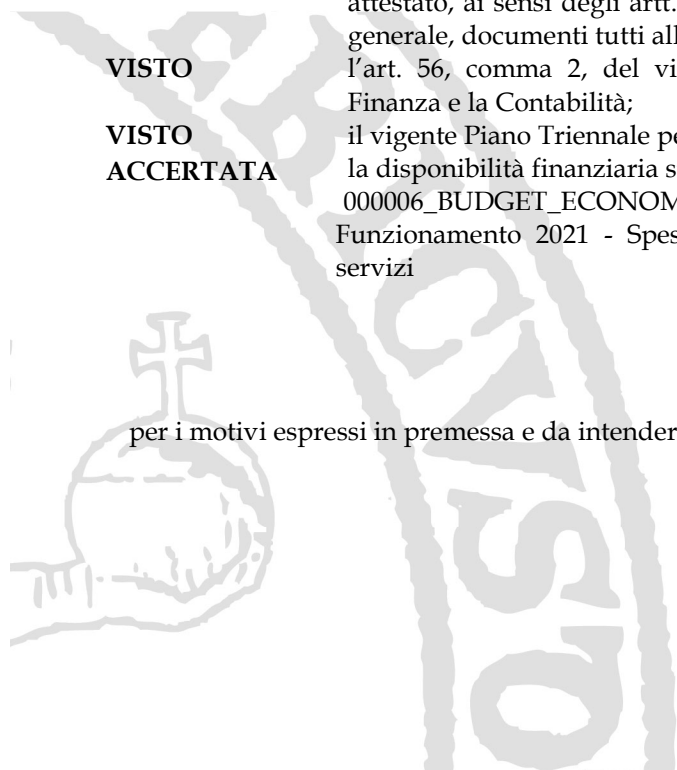 attestato, ai sensi degli artt.
generale, documenti tutti all
VISTO l'art. 56, comma 2, del vi
Finanza e la Contabilità;
VISTO il vigente Piano Triennale pe
ACCERTATA la disponibilità finanziaria s
000006_BUDGET_ECONOM
Funzionamento 2021 - Spes
servizi
per i motivi espressi in premessa e da intender